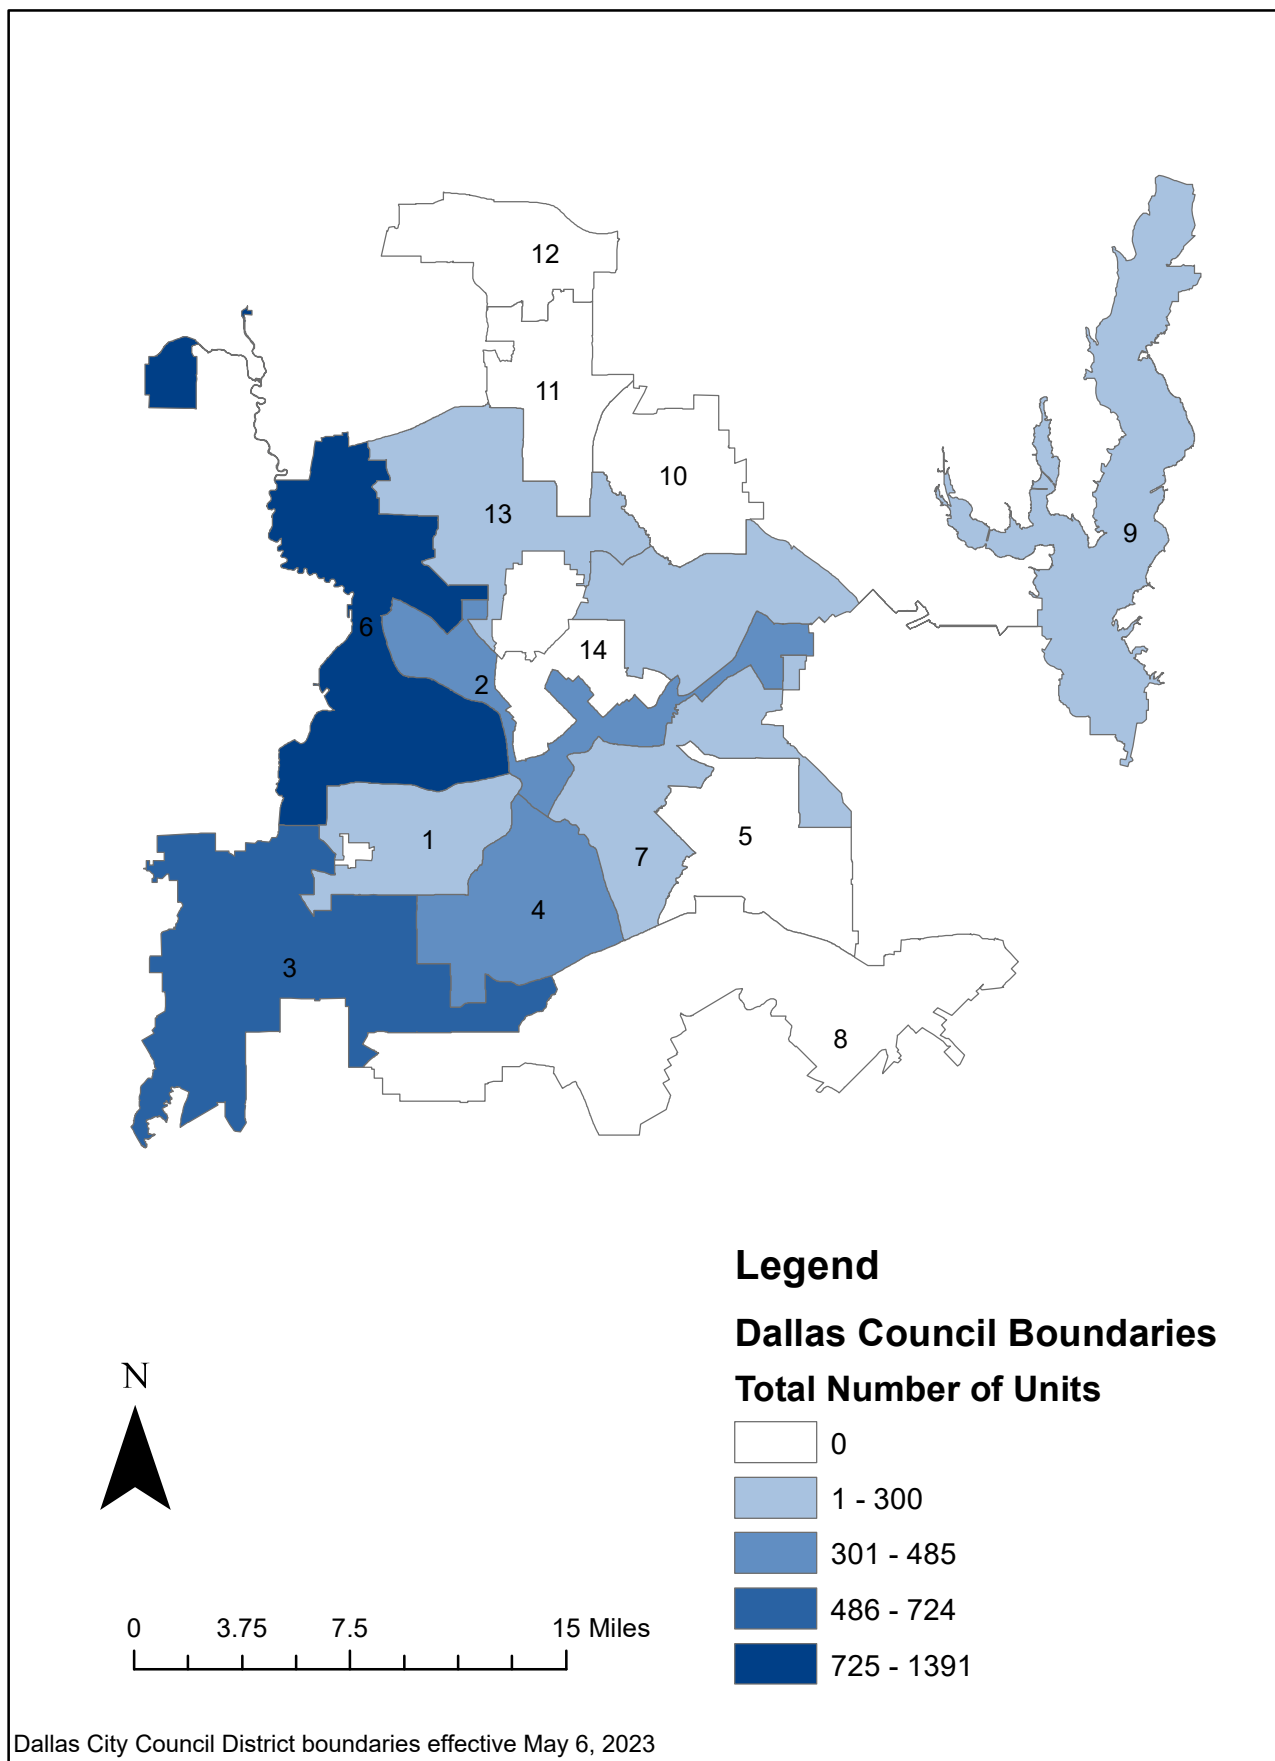 12
11
10
13
9
6
14
2
1
5
7
4
3
8
Legend
Dallas Council Boundaries
Total Number of Units
0
1 - 300
301 - 485
486 - 724
725 - 1391
N
0 3.75 7.5 15 Miles
Dallas City Council District boundaries effective May 6, 2023